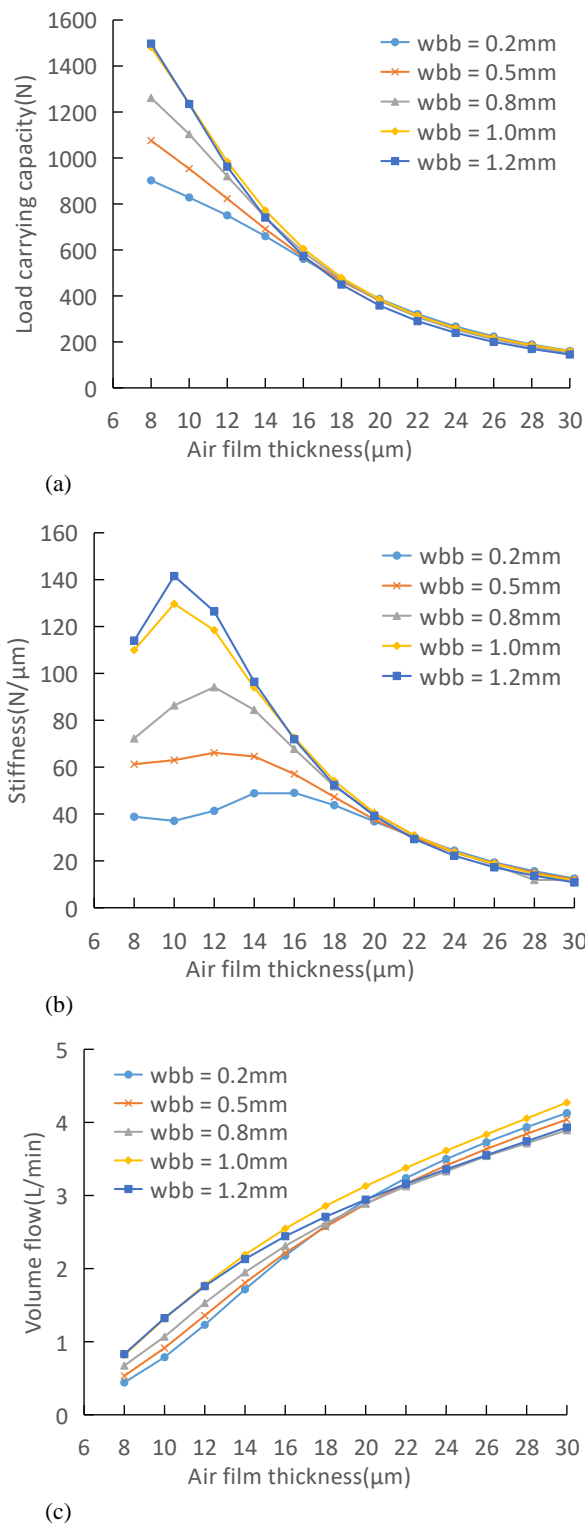 1600
1400
1200
1000
800
600
400
200
0
Load carrying capacity(N)
wbb = 0.2mm
wbb = 0.5mm
wbb = 0.8mm
wbb = 1.0mm
wbb = 1.2mm
6 8 10 12 14 16 18 20 22 24 26 28 30
Air film thickness(μm)
(a)
160
140
120
100
80
60
40
20
0
Stiffness(N/μm)
wbb = 0.2mm
wbb = 0.5mm
wbb = 0.8mm
wbb = 1.0mm
wbb = 1.2mm
6 8 10 12 14 16 18 20 22 24 26 28 30
Air film thickness(μm)
(b)
5
4
3
2
1
0
Volume flow(L/min)
wbb = 0.2mm
wbb = 0.5mm
wbb = 0.8mm
wbb = 1.0mm
wbb = 1.2mm
6 8 10 12 14 16 18 20 22 24 26 28 30
Air film thickness(μm)
(c)